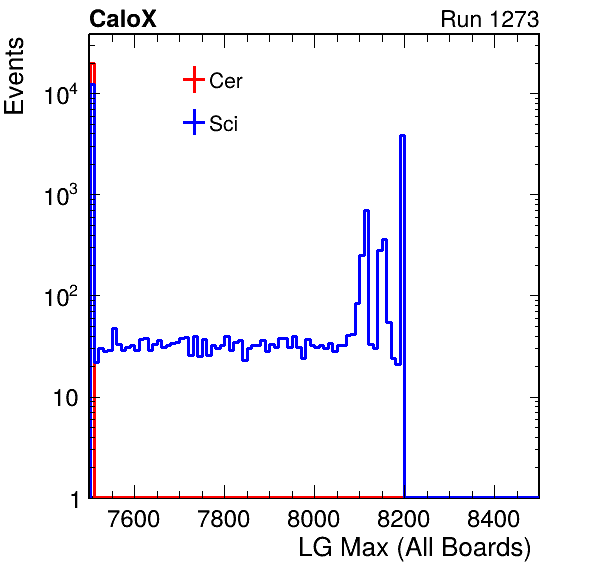 CaloX Run 1273
Events
Cer
Sci
10⁴
10³
10²
10
1
7600 7800 8000 8200 8400
LG Max (All Boards)